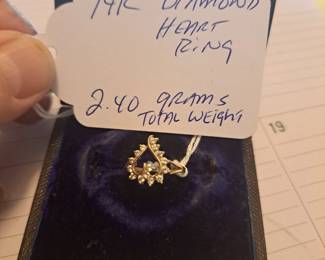 14K DIAMOND
HEART
RING
2.40 GRAMS
TOTAL WEIGHT
19